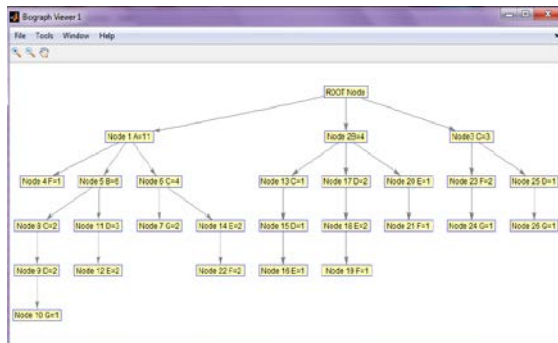 Biograph Viewer 1
File Tools Window Help
ROOT Node
Node 1 A=11 Node 2B=4 Node3 C=3
Node 4 F=1 Node 5 B=6 Node 6 C=4 Node 13 C=1 Node 17 D=2 Node 20 E=1 Node 23 F=2 Node 25 D=1
Node 8 C=2 Node 11 D=3 Node 7 G=2 Node 14 E=2 Node 15 D=1 Node 18 E=2 Node 21 F=1 Node 24 G=1 Node 26 G=1
Node 9 D=2 Node 12 E=2 Node 22 F=2 Node 16 E=1 Node 19 F=1
Node 10 G=1